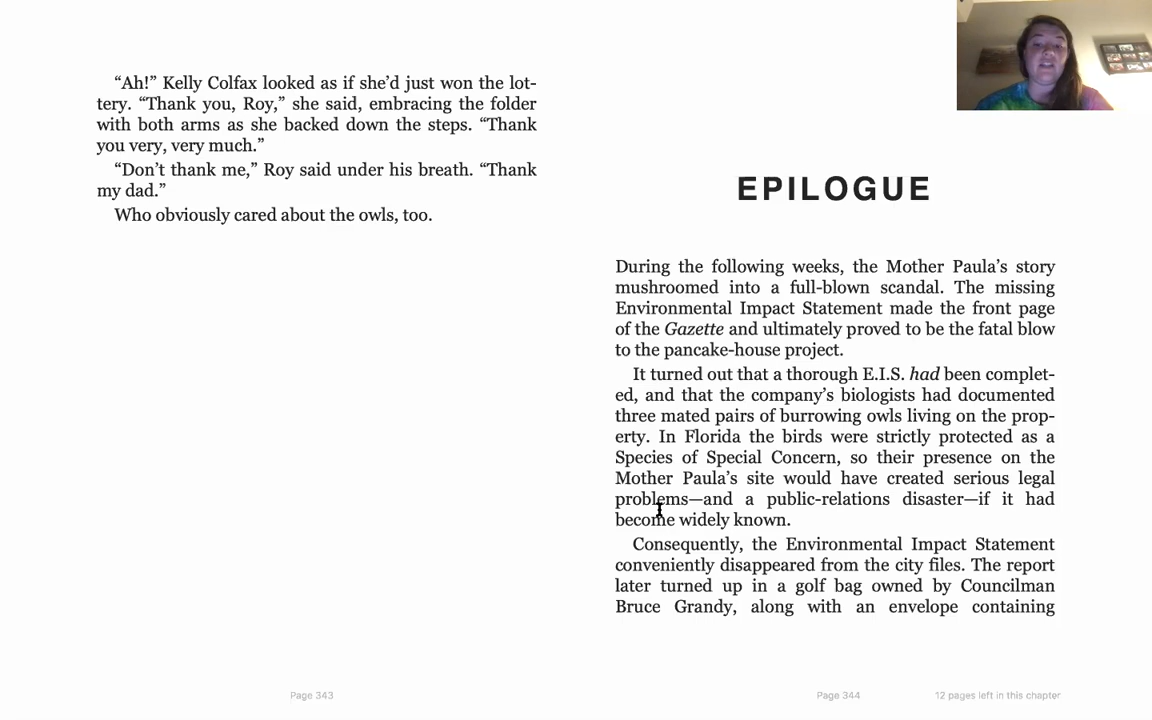 “Ah!” Kelly Colfax looked as if she’d just won the lot-
tery. “Thank you, Roy,” she said, embracing the folder
with both arms as she backed down the steps. “Thank
you very, very much.”
“Don’t thank me,” Roy said under his breath. “Thank
my dad.”
Who obviously cared about the owls, too.
Page 343
EPILOGUE
During the following weeks, the Mother Paula’s story
mushroomed into a full-blown scandal. The missing
Environmental Impact Statement made the front page
of the Gazette and ultimately proved to be the fatal blow
to the pancake-house project.
It turned out that a thorough E.I.S. had been complet-
ed, and that the company’s biologists had documented
three mated pairs of burrowing owls living on the prop-
erty. In Florida the birds were strictly protected as a
Species of Special Concern, so their presence on the
Mother Paula’s site would have created serious legal
problems—and a public-relations disaster—if it had
become widely known.
Consequently, the Environmental Impact Statement
conveniently disappeared from the city files. The report
later turned up in a golf bag owned by Councilman
Bruce Grandy, along with an envelope containing
Page 344
12 pages left in this chapter